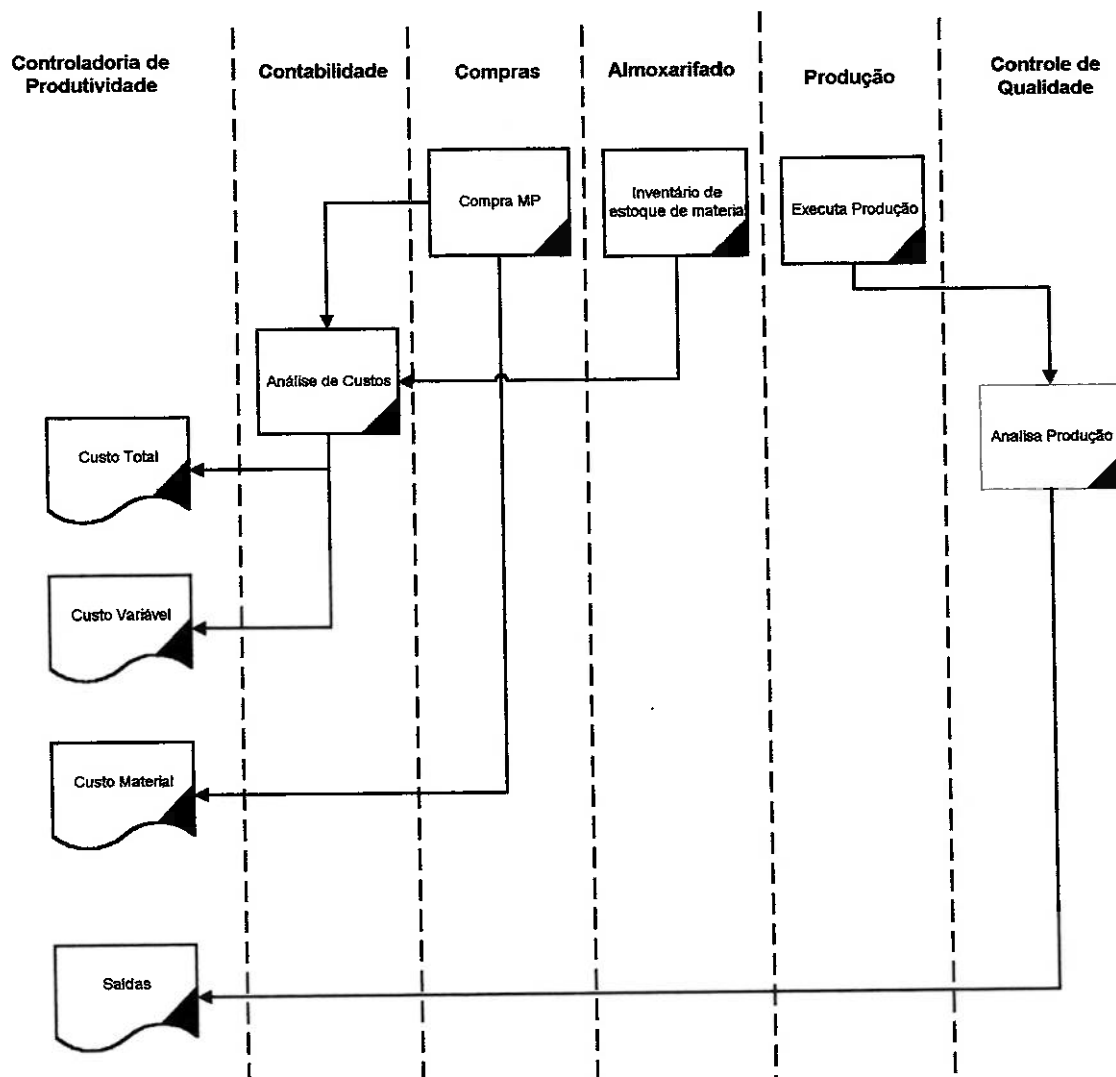 Controladoria de
Produtividade
Contabilidade
Compras
Almoxarifado
Produção
Controle de
Qualidade
Compra MP
Inventário de
estoque de material
Executa Produção
Análise de Custos
Analisa Produção
Custo Total
Custo Variável
Custo Material
Saídas